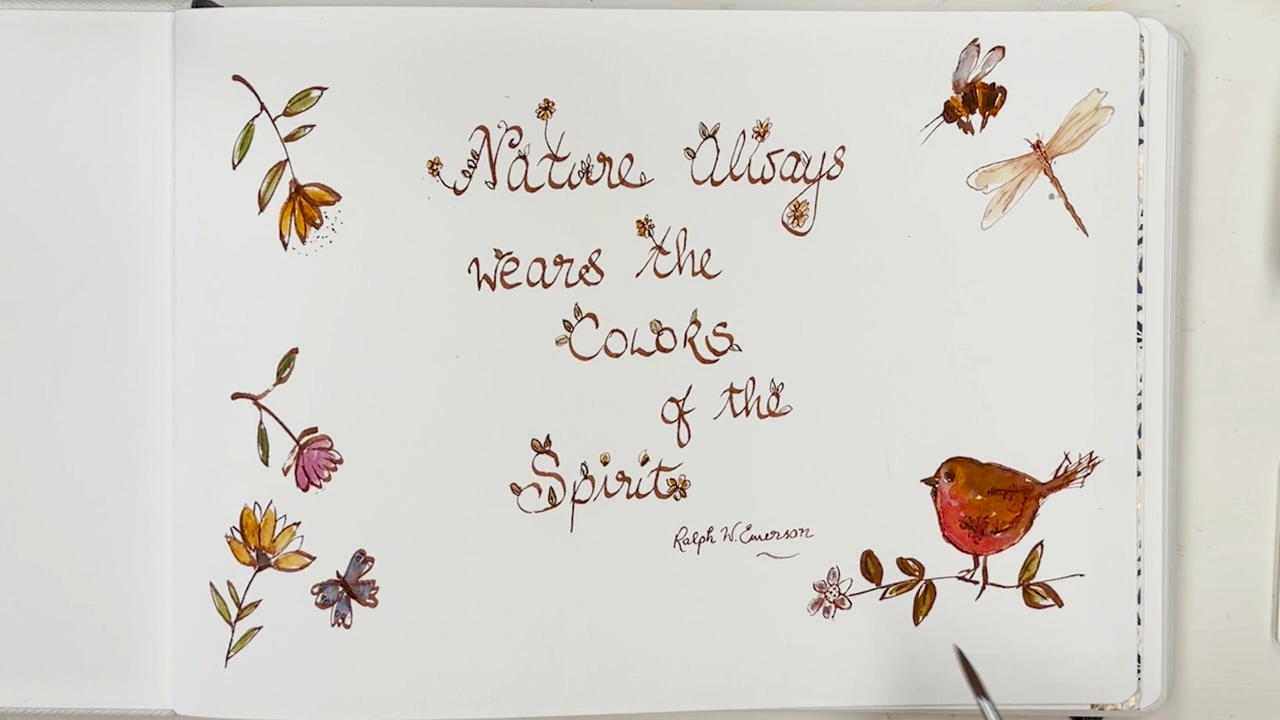 Nature Always
wears the
Colors
of the
Spirit
Ralph W. Emerson